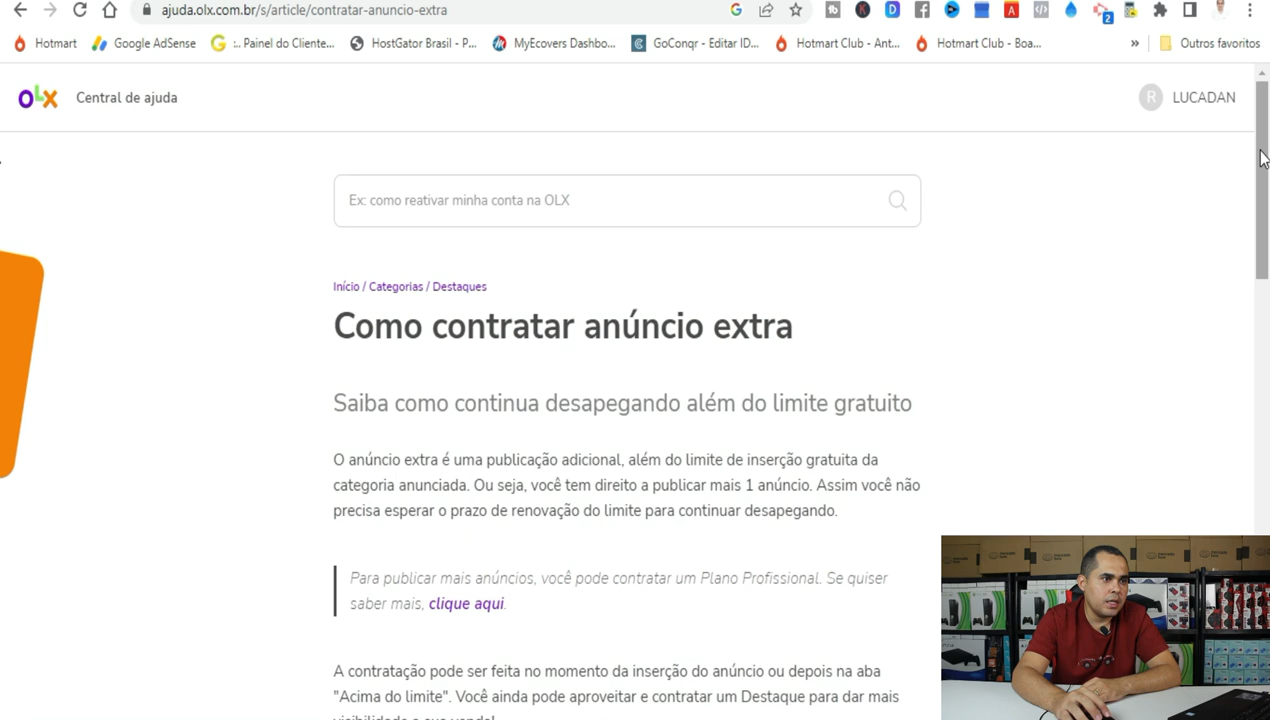 ajuda.olx.com.br/s/article/contratar-anuncio-extra
Hotmart
Google AdSense
:. Painel do Cliente...
HostGator Brasil - P...
MyEcovers Dashbo...
GoConqr - Editar ID...
Hotmart Club - Ant...
Hotmart Club - Boa...
»
Outros favoritos
OLX
Central de ajuda
R LUCADAN
Ex: como reativar minha conta na OLX
Início / Categorias / Destaques
Como contratar anúncio extra
Saiba como continua desapegando além do limite gratuito
O anúncio extra é uma publicação adicional, além do limite de inserção gratuita da
categoria anunciada. Ou seja, você tem direito a publicar mais 1 anúncio. Assim você não
precisa esperar o prazo de renovação do limite para continuar desapegando.
Para publicar mais anúncios, você pode contratar um Plano Profissional. Se quiser
saber mais, clique aqui.
A contratação pode ser feita no momento da inserção do anúncio ou depois na aba
"Acima do limite". Você ainda pode aproveitar e contratar um Destaque para dar mais